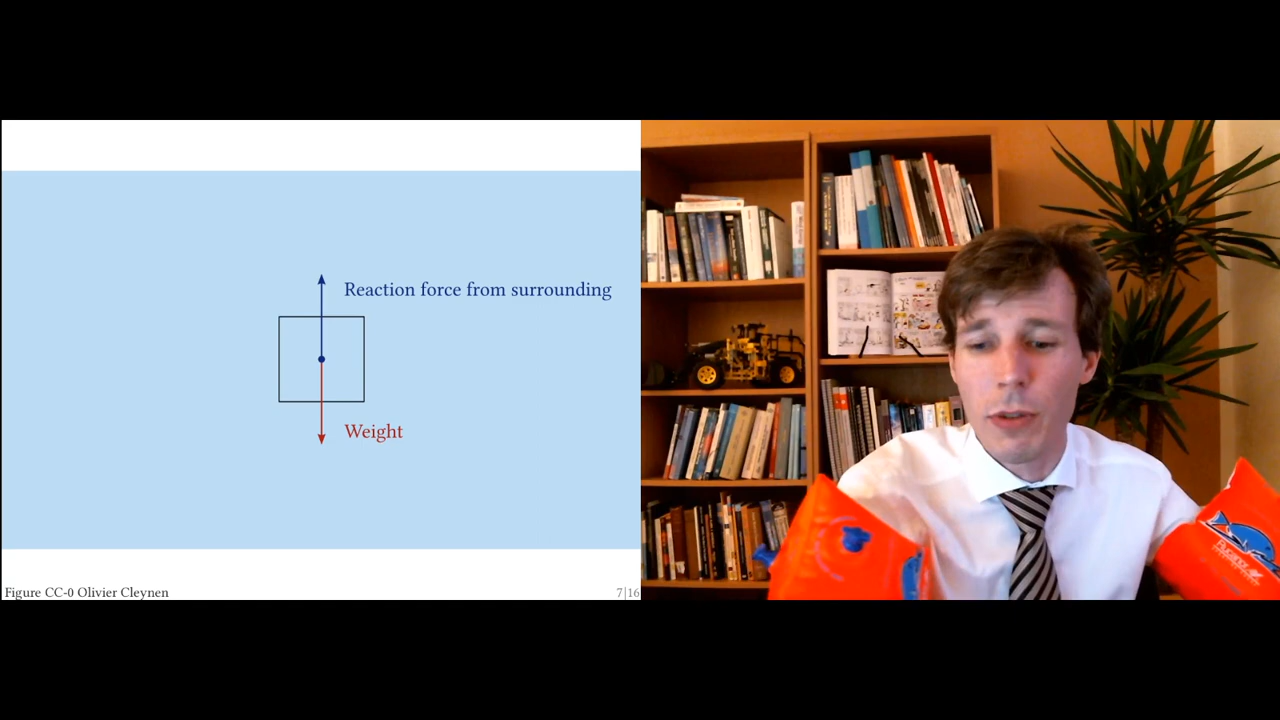 Reaction force from surrounding
Weight
Figure CC-0 Olivier Cleynen
7|16